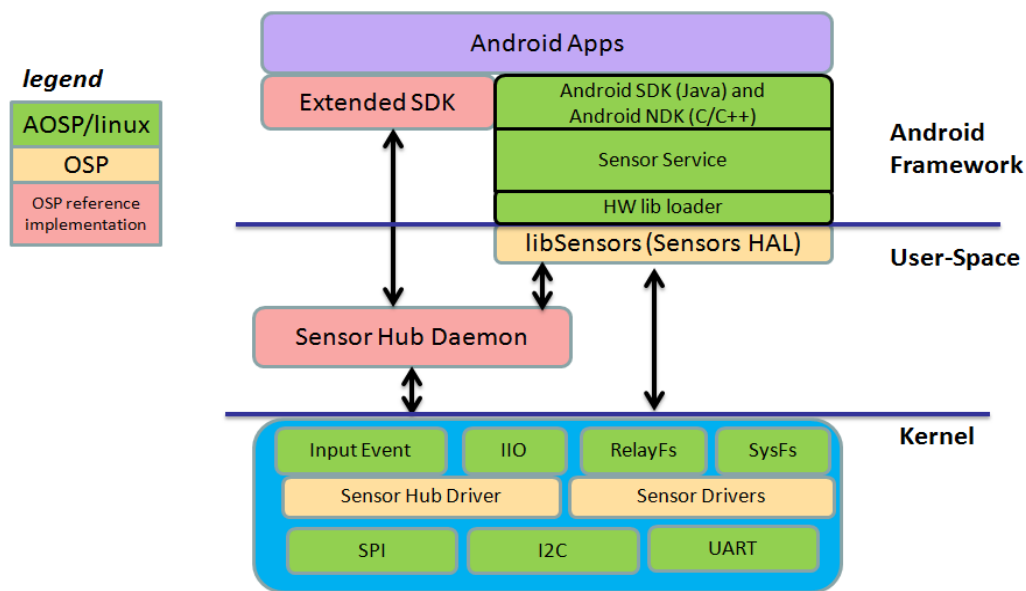 Android Apps
legend
AOSP/linux
OSP
OSP reference
implementation
Extended SDK
Android SDK (Java) and
Android NDK (C/C++)
Sensor Service
HW lib loader
Android
Framework
libSensors (Sensors HAL)
User-Space
Sensor Hub Daemon
Kernel
Input Event
IIO
RelayFs
SysFs
Sensor Hub Driver
Sensor Drivers
SPI
I2C
UART